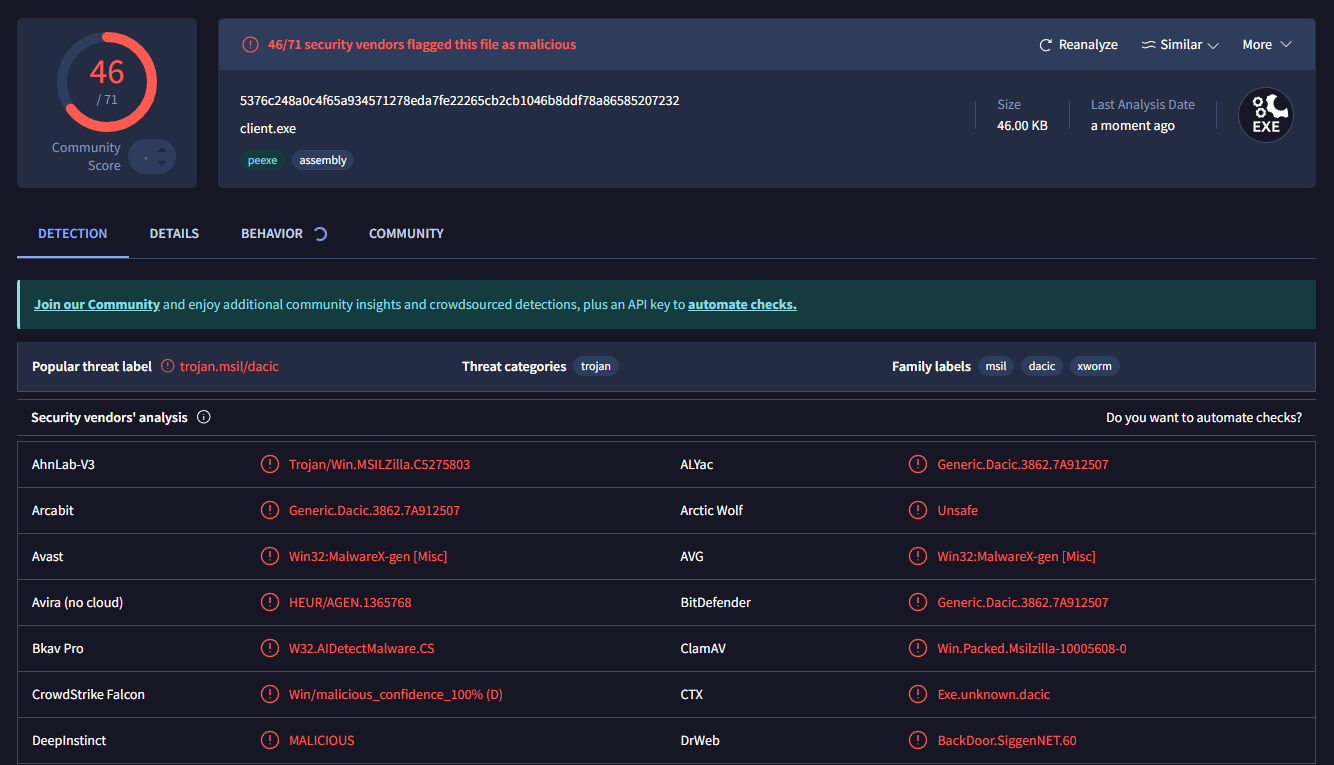 46
/ 71
Community Score
46/71 security vendors flagged this file as malicious
Reanalyze
Similar
More
5376c248a0c4f65a934571278eda7fe22265cb2cb1046b8ddf78a86585207232
client.exe
peexe
assembly
Size
46.00 KB
Last Analysis Date
a moment ago
EXE
DETECTION
DETAILS
BEHAVIOR
COMMUNITY
Join our Community and enjoy additional community insights and crowdsourced detections, plus an API key to automate checks.
Popular threat label
trojan.msil/dacic
Threat categories
trojan
Family labels
msil
dacic
xworm
Security vendors' analysis
Do you want to automate checks?
AhnLab-V3
Trojan/Win.MSILZilla.C5275803
ALYac
Generic.Dacic.3862.7A912507
Arcabit
Generic.Dacic.3862.7A912507
Arctic Wolf
Unsafe
Avast
Win32:MalwareX-gen [Misc]
AVG
Win32:MalwareX-gen [Misc]
Avira (no cloud)
HEUR/AGEN.1365768
BitDefender
Generic.Dacic.3862.7A912507
Bkav Pro
W32.AIDetectMalware.CS
ClamAV
Win.Packed.Msilzilla-10005608-0
CrowdStrike Falcon
Win/malicious_confidence_100% (D)
CTX
Exe.unknown.dacic
DeepInstinct
MALICIOUS
DrWeb
BackDoor.SiggenNET.60